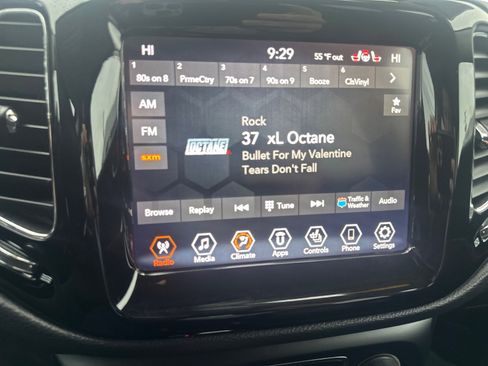 HI 9:29 55 °F out HI
1 2 3 4 5 6
80s on 8 PrmeCtry 70s on 7 90s on 9 Booze ClsVinyl
AM
FM
sxm
Fav
Rock
OCTANE
37 xL Octane
Bullet For My Valentine
Tears Don't Fall
Browse Replay Tune Traffic & Weather Audio
Radio Media Climate Apps Controls Phone Settings